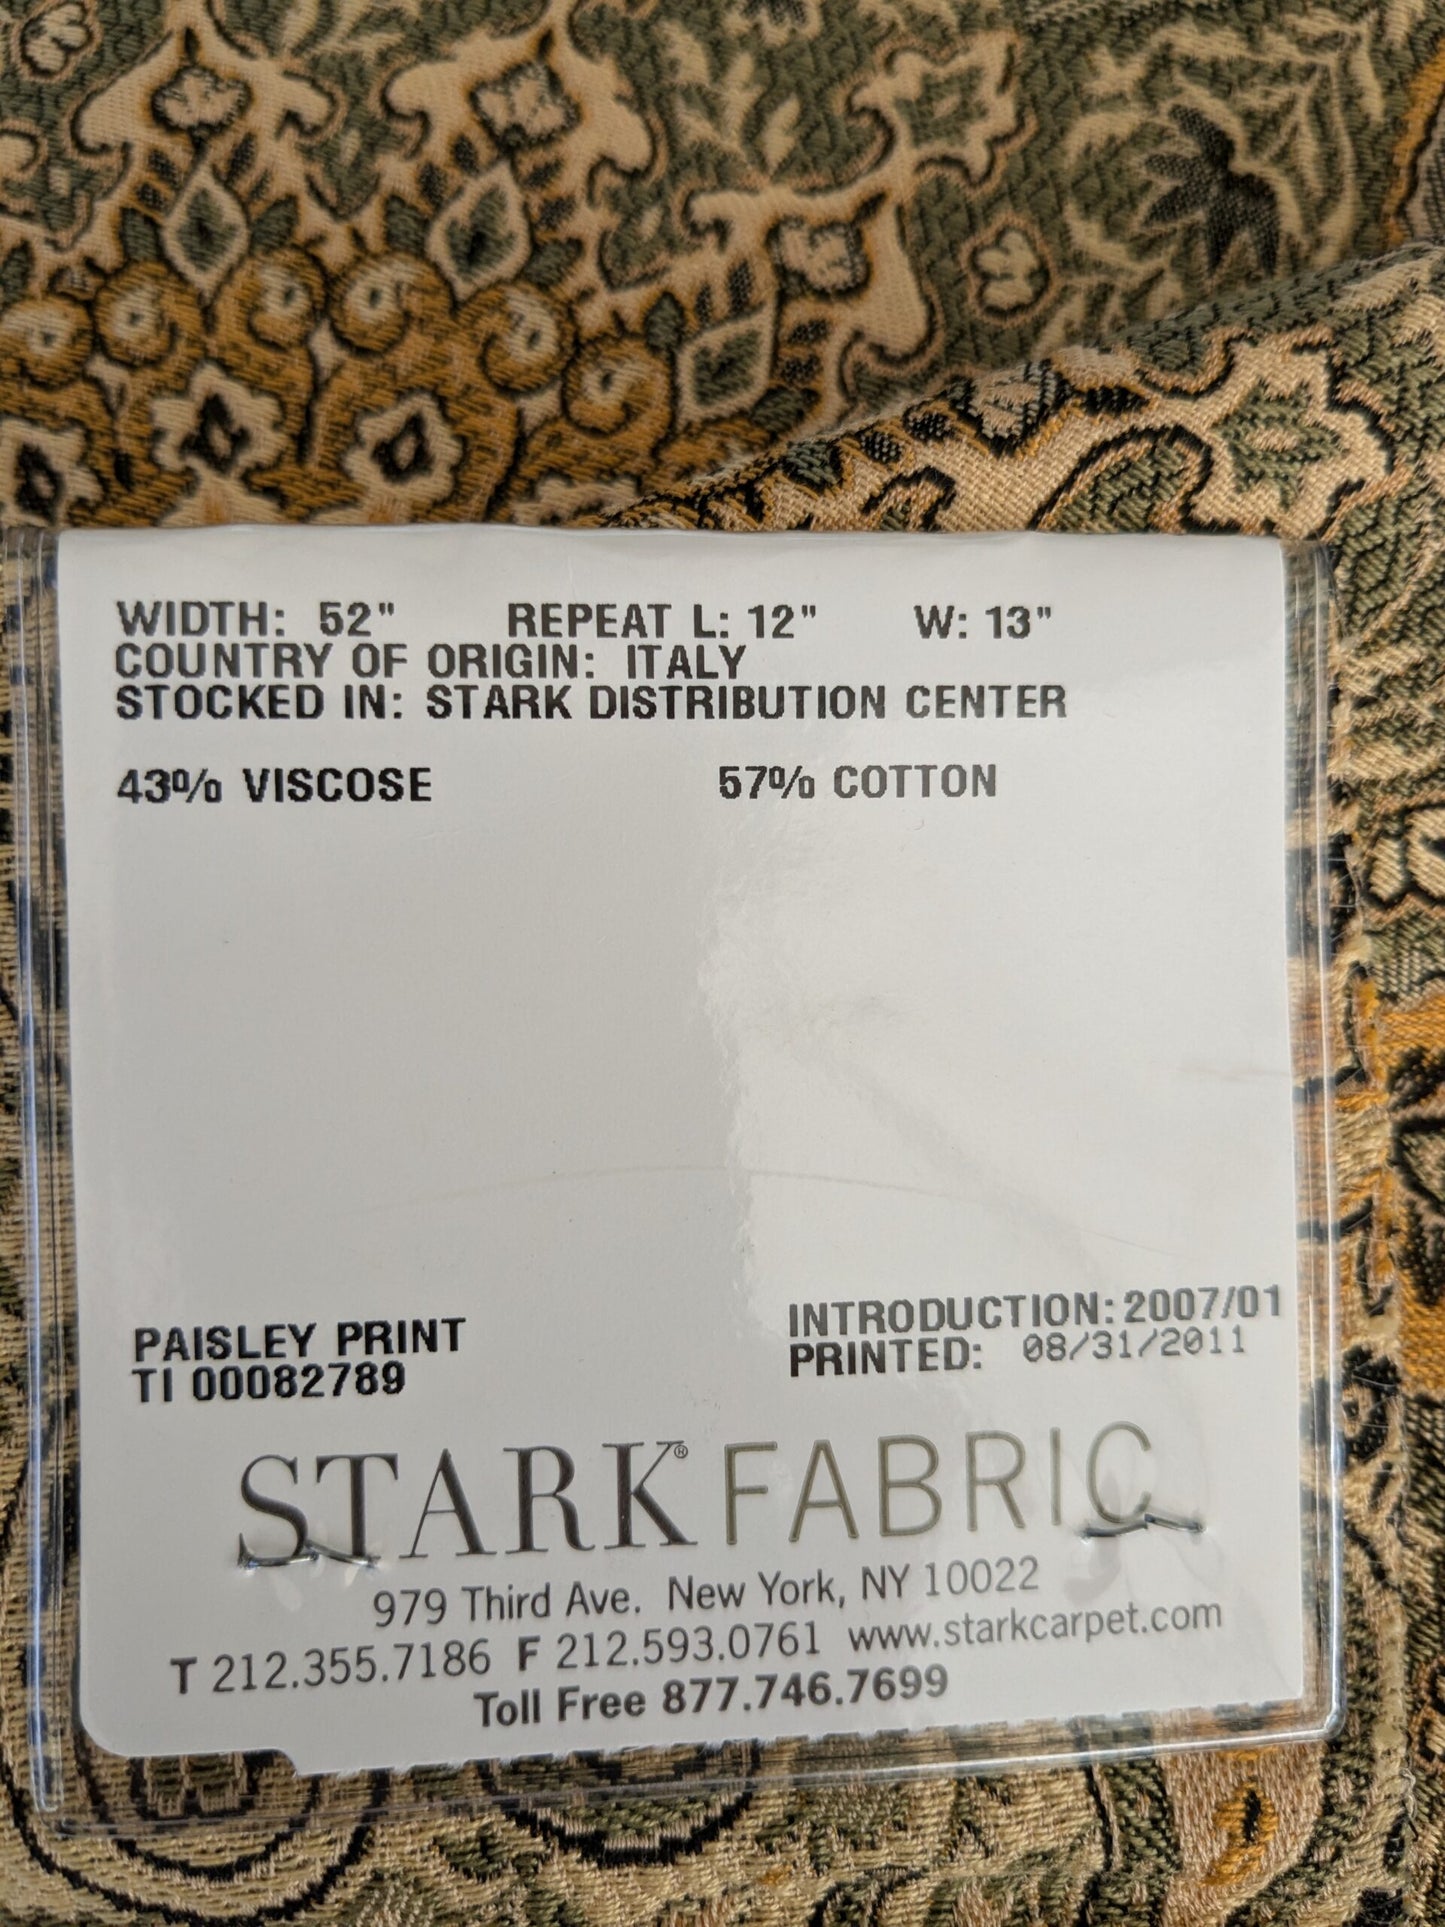 WIDTH: 52" REPEAT L: 12" W: 13"
COUNTRY OF ORIGIN: ITALY
STOCKED IN: STARK DISTRIBUTION CENTER
43% VISCOSE 57% COTTON
PAISLEY PRINT
TI 00082789
INTRODUCTION: 2007/01
PRINTED: 08/31/2011
STARK® FABRIC
979 Third Ave. New York, NY 10022
T 212.355.7186 F 212.593.0761 www.starkcarpet.com
Toll Free 877.746.7699